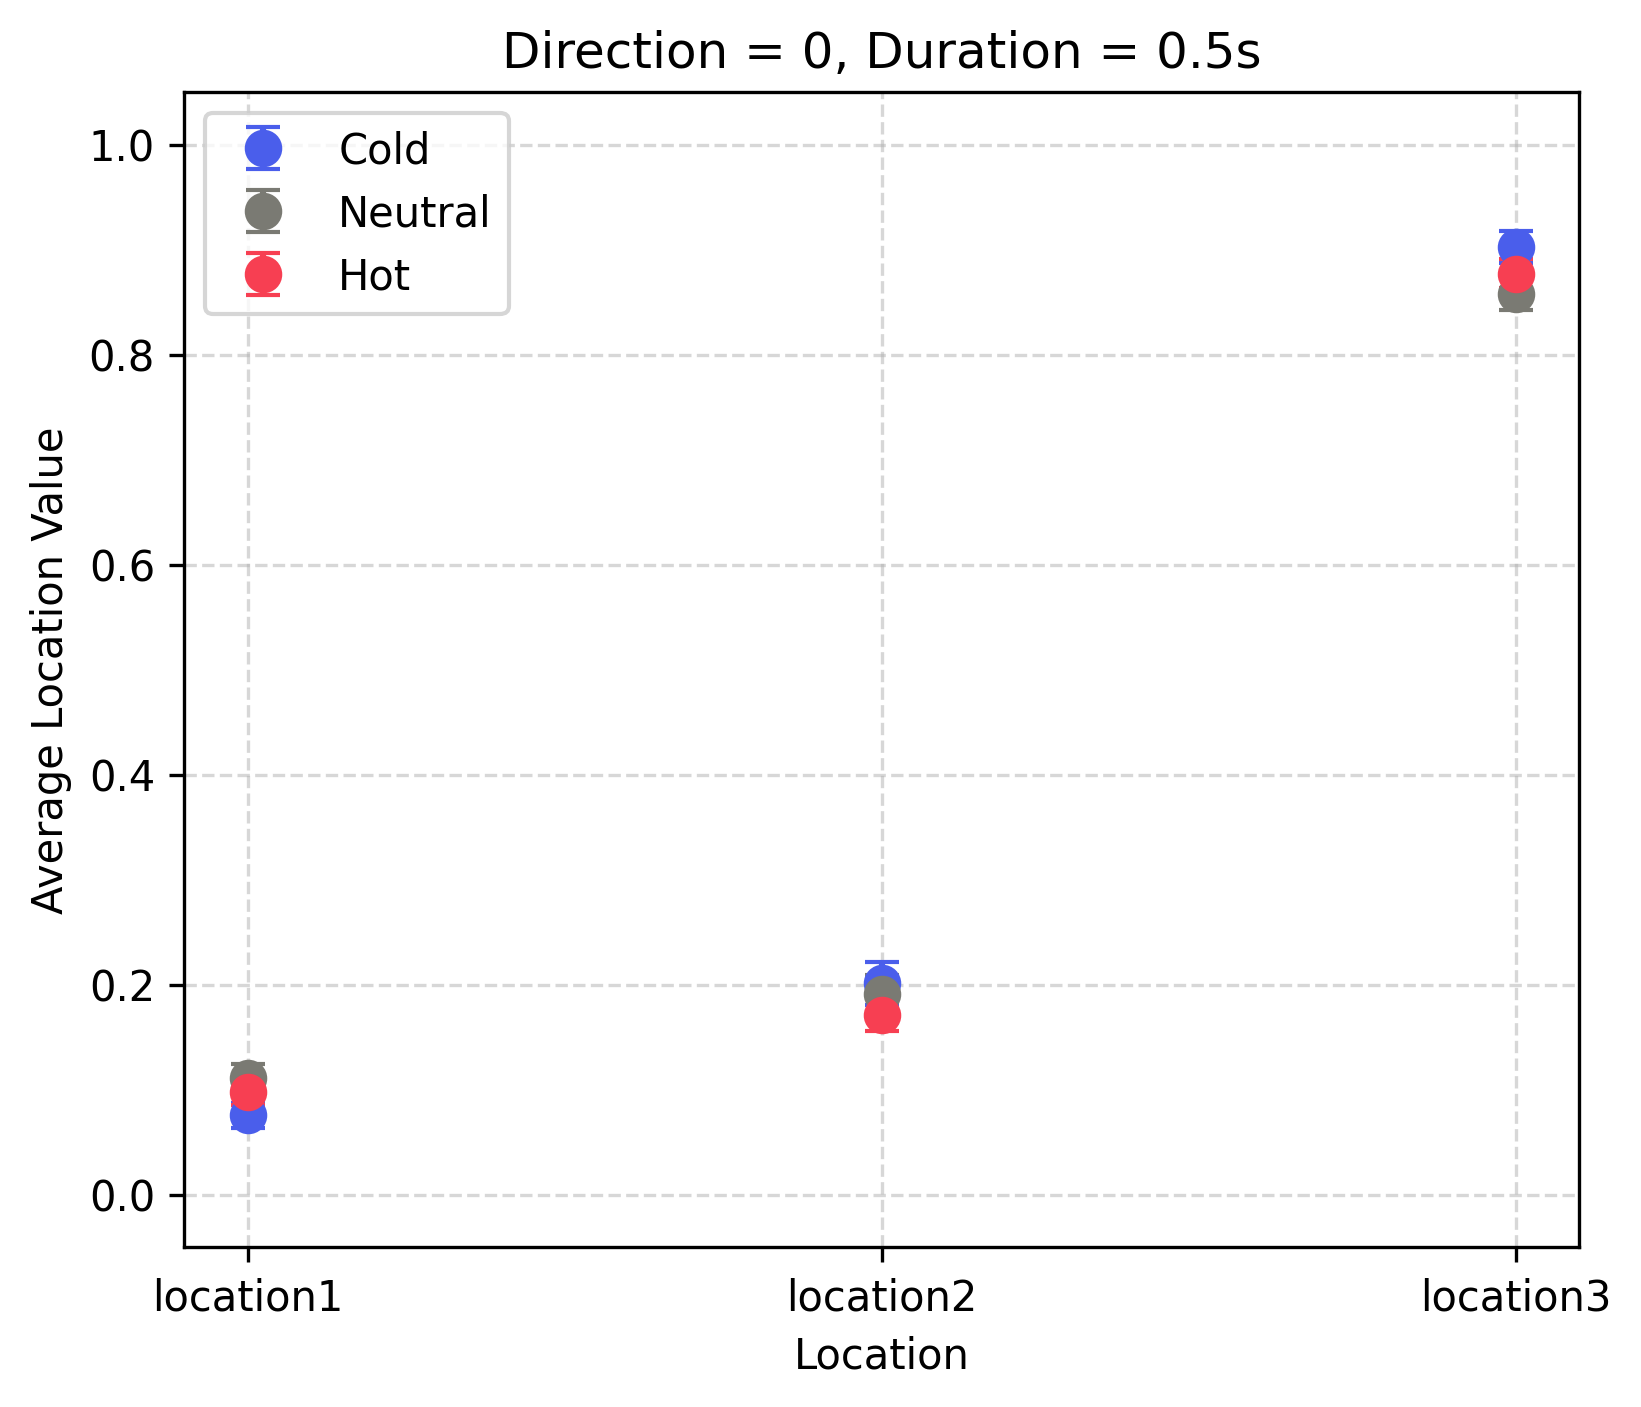 Direction = 0, Duration = 0.5s
Cold
Neutral
Hot
1.0
0.8
0.6
0.4
0.2
0.0
Average Location Value
location1
location2
location3
Location